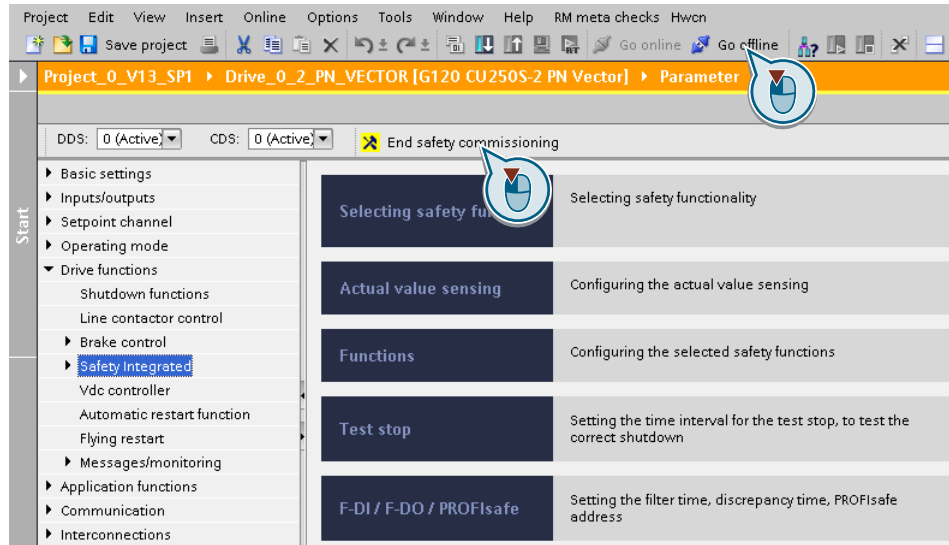 Project Edit View Insert Online Options Tools Window Help RM meta checks Hwcn
Save project Go online Go offline
Project_0_V13_SP1 Drive_0_2_PN_VECTOR [G120 CU250S-2 PN Vector] Parameter
DDS: 0 (Active) CDS: 0 (Active) End safety commissioning
Start
Basic settings
Inputs/outputs
Setpoint channel
Operating mode
Drive functions
Shutdown functions
Line contactor control
Brake control
Safety Integrated
Vdc controller
Automatic restart function
Flying restart
Messages/monitoring
Application functions
Communication
Interconnections
Selecting safety
Selecting safety functionality
Actual value sensing
Configuring the actual value sensing
Functions
Configuring the selected safety functions
Test stop
Setting the time interval for the test stop, to test the
correct shutdown
F-DI / F-DO / PROFIsafe
Setting the filter time, discrepancy time, PROFIsafe
address